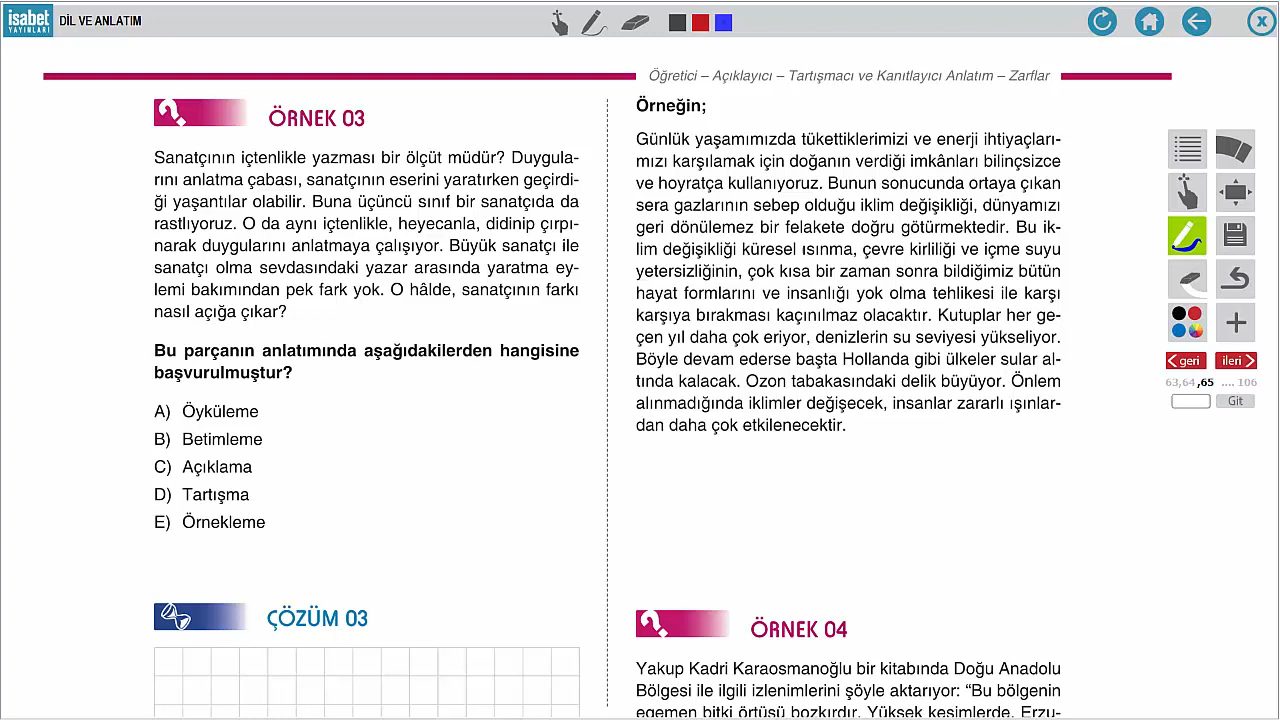 isabet
YAYINLARI
DİL VE ANLATIM
Öğretici – Açıklayıcı – Tartışmacı ve Kanıtlayıcı Anlatım – Zarflar
ÖRNEK 03
Sanatçının içtenlikle yazması bir ölçüt müdür? Duygula-
rını anlatma çabası, sanatçının eserini yaratırken geçirdi-
ği yaşantılar olabilir. Buna üçüncü sınıf bir sanatçıda da
rastlıyoruz. O da aynı içtenlikle, heyecanla, didinip çırpı-
narak duygularını anlatmaya çalışıyor. Büyük sanatçı ile
sanatçı olma sevdasındaki yazar arasında yaratma ey-
lemi bakımından pek fark yok. O hâlde, sanatçının farkı
nasıl açığa çıkar?
Bu parçanın anlatımında aşağıdakilerden hangisine
başvurulmuştur?
A) Öyküleme
B) Betimleme
C) Açıklama
D) Tartışma
E) Örnekleme
ÇÖZÜM 03
Örneğin;
Günlük yaşamımızda tükettiklerimizi ve enerji ihtiyaçları-
mızı karşılamak için doğanın verdiği imkânları bilinçsizce
ve hoyratça kullanıyoruz. Bunun sonucunda ortaya çıkan
sera gazlarının sebep olduğu iklim değişikliği, dünyamızı
geri dönülemez bir felakete doğru götürmektedir. Bu ik-
lim değişikliği küresel ısınma, çevre kirliliği ve içme suyu
yetersizliğinin, çok kısa bir zaman sonra bildiğimiz bütün
hayat formlarını ve insanlığı yok olma tehlikesi ile karşı
karşıya bırakması kaçınılmaz olacaktır. Kutuplar her ge-
çen yıl daha çok eriyor, denizlerin su seviyesi yükseliyor.
Böyle devam ederse başta Hollanda gibi ülkeler sular al-
tında kalacak. Ozon tabakasındaki delik büyüyor. Önlem
alınmadığında iklimler değişecek, insanlar zararlı ışınlar-
dan daha çok etkilenecektir.
ÖRNEK 04
Yakup Kadri Karaosmanoğlu bir kitabında Doğu Anadolu
Bölgesi ile ilgili izlenimlerini şöyle aktarıyor: “Bu bölgenin
egemen bitki örtüsü bozkırdır. Yüksek kesimlerde, Erzu-
geri
ileri
63,64,65 .... 106
Git